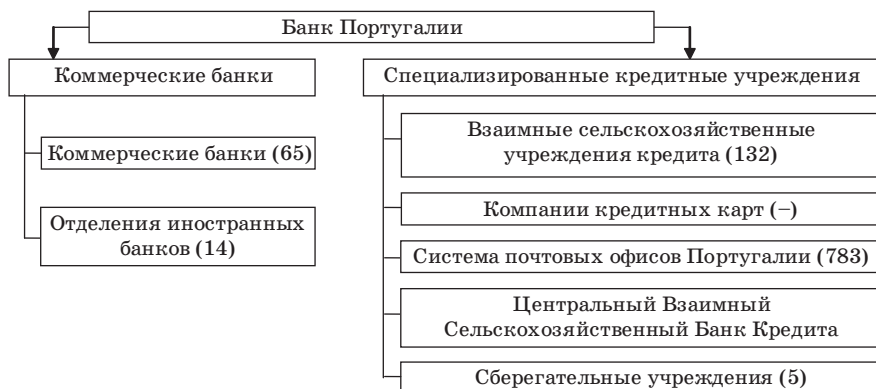 Банк Португалии
Коммерческие банки
Коммерческие банки (65)
Отделения иностранных
банков (14)
Специализированные кредитные учреждения
Взаимные сельскохозяйственные
учреждения кредита (132)
Компании кредитных карт (–)
Система почтовых офисов Португалии (783)
Центральный Взаимный
Сельскохозяйственный Банк Кредита
Сберегательные учреждения (5)